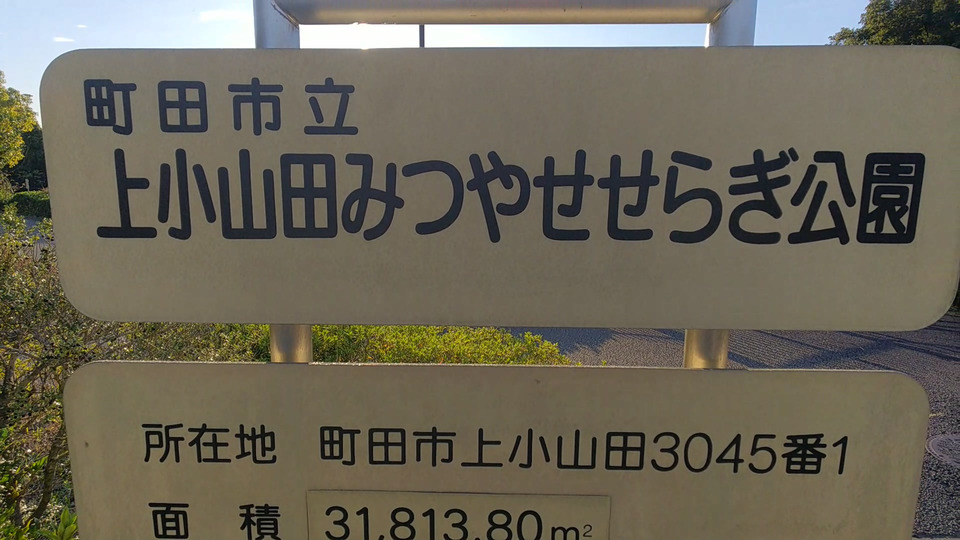 町田市立
上小山田みつやせせらぎ公園
所在地 町田市上小山田3045番1
面積 31,813.80m²